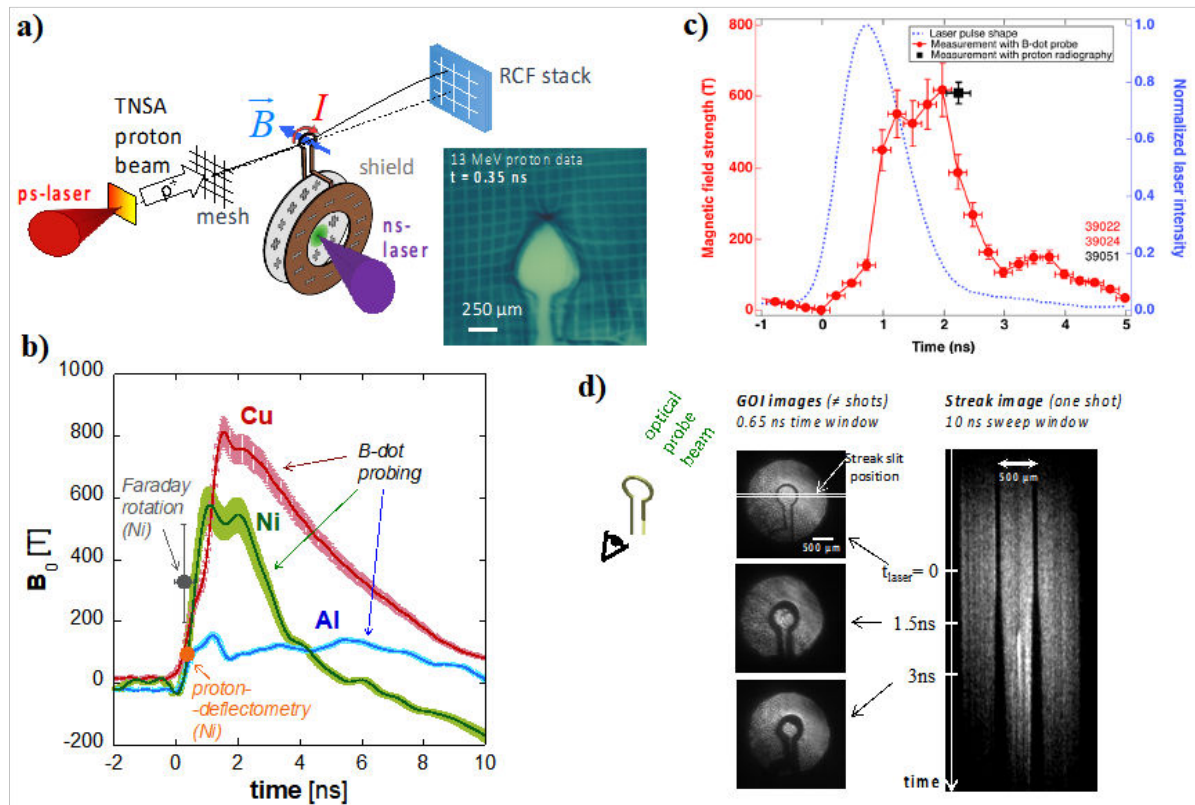 a)
TNSA
proton
beam
p⁺
ps-laser
mesh
B
I
shield
ns-laser
RCF stack
13 MeV proton data
t = 0.35 ns
250 µm
b)
B₀ [T]
1000
800
600
400
200
0
-200
-2
0
2
4
6
8
10
time [ns]
Cu
Ni
Al
B-dot
probing
Faraday
rotation
(Ni)
proton-
-deflectometry
(Ni)
c)
Laser pulse shape
Measurement with B-dot probe
Measurement with proton radiography
Magnetic field strength (T)
800
600
400
200
0
Normalized laser intensity
1.0
0.8
0.6
0.4
0.2
0.0
39022
39024
39051
-1
0
1
2
3
4
5
Time (ns)
d)
optical
probe
beam
GOI images (≠ shots)
0.65 ns time window
Streak image (one shot)
10 ns sweep window
Streak slit
position
500 µm
500 µm
t laser = 0
1.5ns
3ns
time